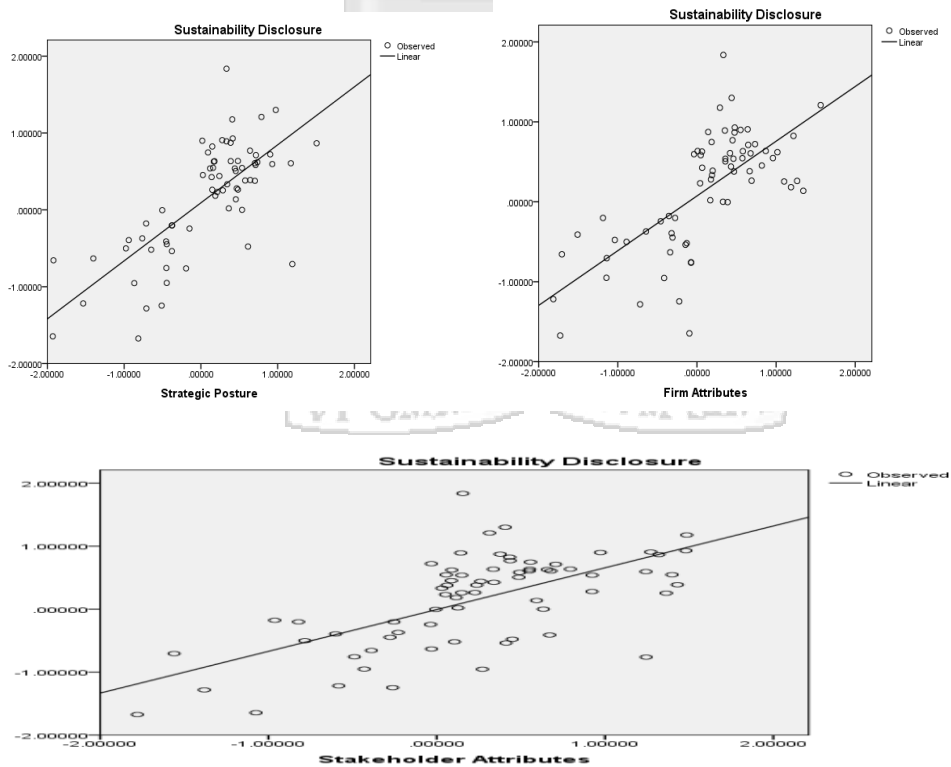 Sustainability Disclosure
Observed
Linear
2.00000
1.00000
.00000
-1.00000
-2.00000
-2.00000 -1.00000 .00000 1.00000 2.00000
Strategic Posture
Sustainability Disclosure
Observed
Linear
2.00000
1.00000
.00000
-1.00000
-2.00000
-2.00000 -1.00000 .00000 1.00000 2.00000
Firm Attributes
Sustainability Disclosure
Observed
Linear
2.00000
1.00000
.00000
-1.00000
-2.00000
-2.00000 -1.00000 .00000 1.00000 2.00000
Stakeholder Attributes